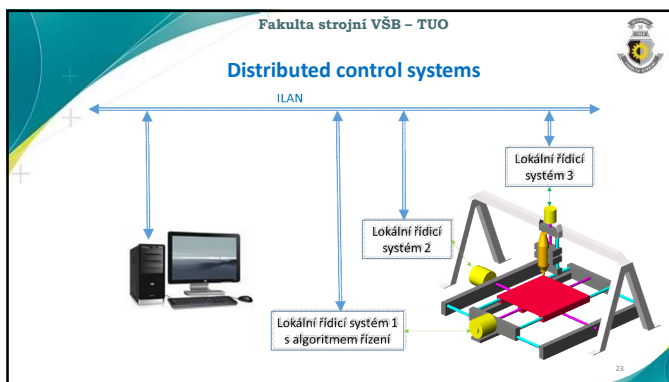 Fakulta strojní VŠB – TUO
Distributed control systems
ILAN
Lokální řídicí
systém 3
Lokální řídicí
systém 2
Lokální řídicí systém 1
s algoritmem řízení
23